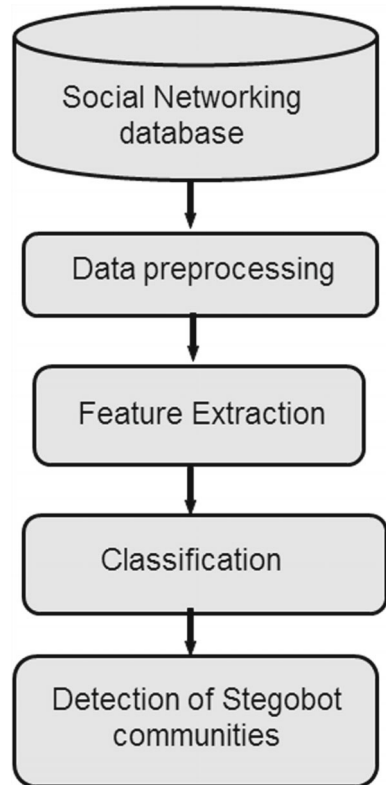 Social Networking
database
Data preprocessing
Feature Extraction
Classification
Detection of Stegobot
communities